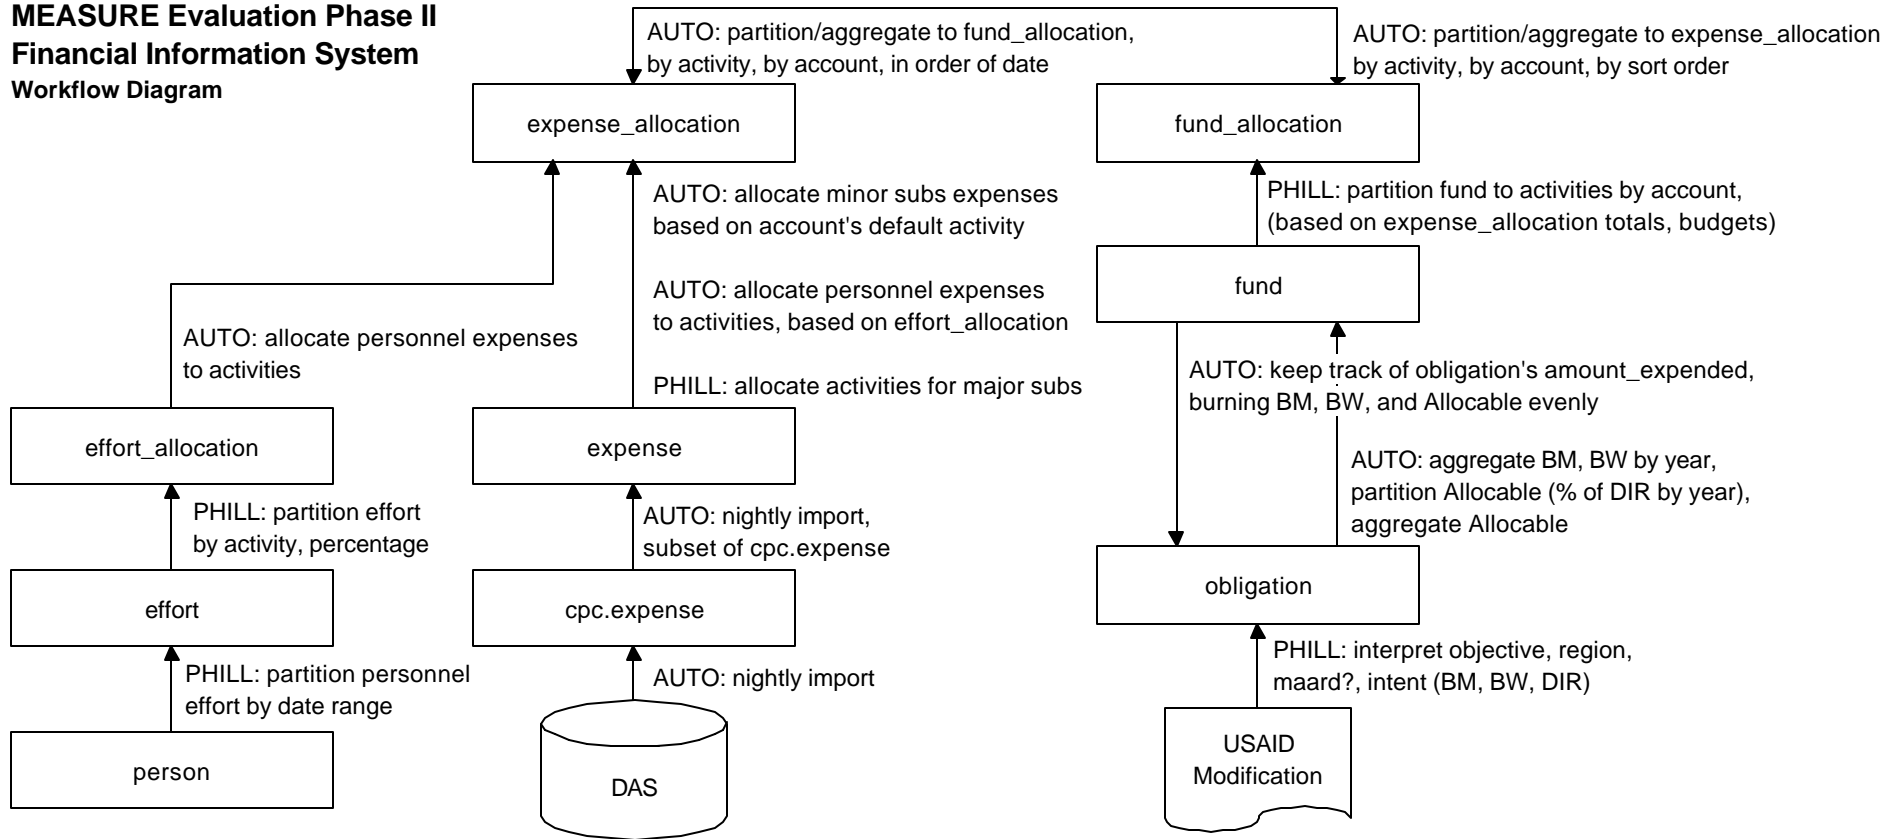 MEASURE Evaluation Phase II
Financial Information System
Workflow Diagram
AUTO: partition/aggregate to fund_allocation,
by activity, by account, in order of date
AUTO: partition/aggregate to expense_allocation
by activity, by account, by sort order
expense_allocation
fund_allocation
AUTO: allocate minor subs expenses
based on account's default activity
PHILL: partition fund to activities by account,
(based on expense_allocation totals, budgets)
AUTO: allocate personnel expenses
to activities, based on effort_allocation
fund
AUTO: allocate personnel expenses
to activities
PHILL: allocate activities for major subs
AUTO: keep track of obligation's amount_expended,
burning BM, BW, and Allocable evenly
effort_allocation
expense
AUTO: aggregate BM, BW by year,
partition Allocable (% of DIR by year),
aggregate Allocable
PHILL: partition effort
by activity, percentage
AUTO: nightly import,
subset of cpc.expense
effort
cpc.expense
obligation
PHILL: partition personnel
effort by date range
AUTO: nightly import
PHILL: interpret objective, region,
maard?, intent (BM, BW, DIR)
person
DAS
USAID
Modification